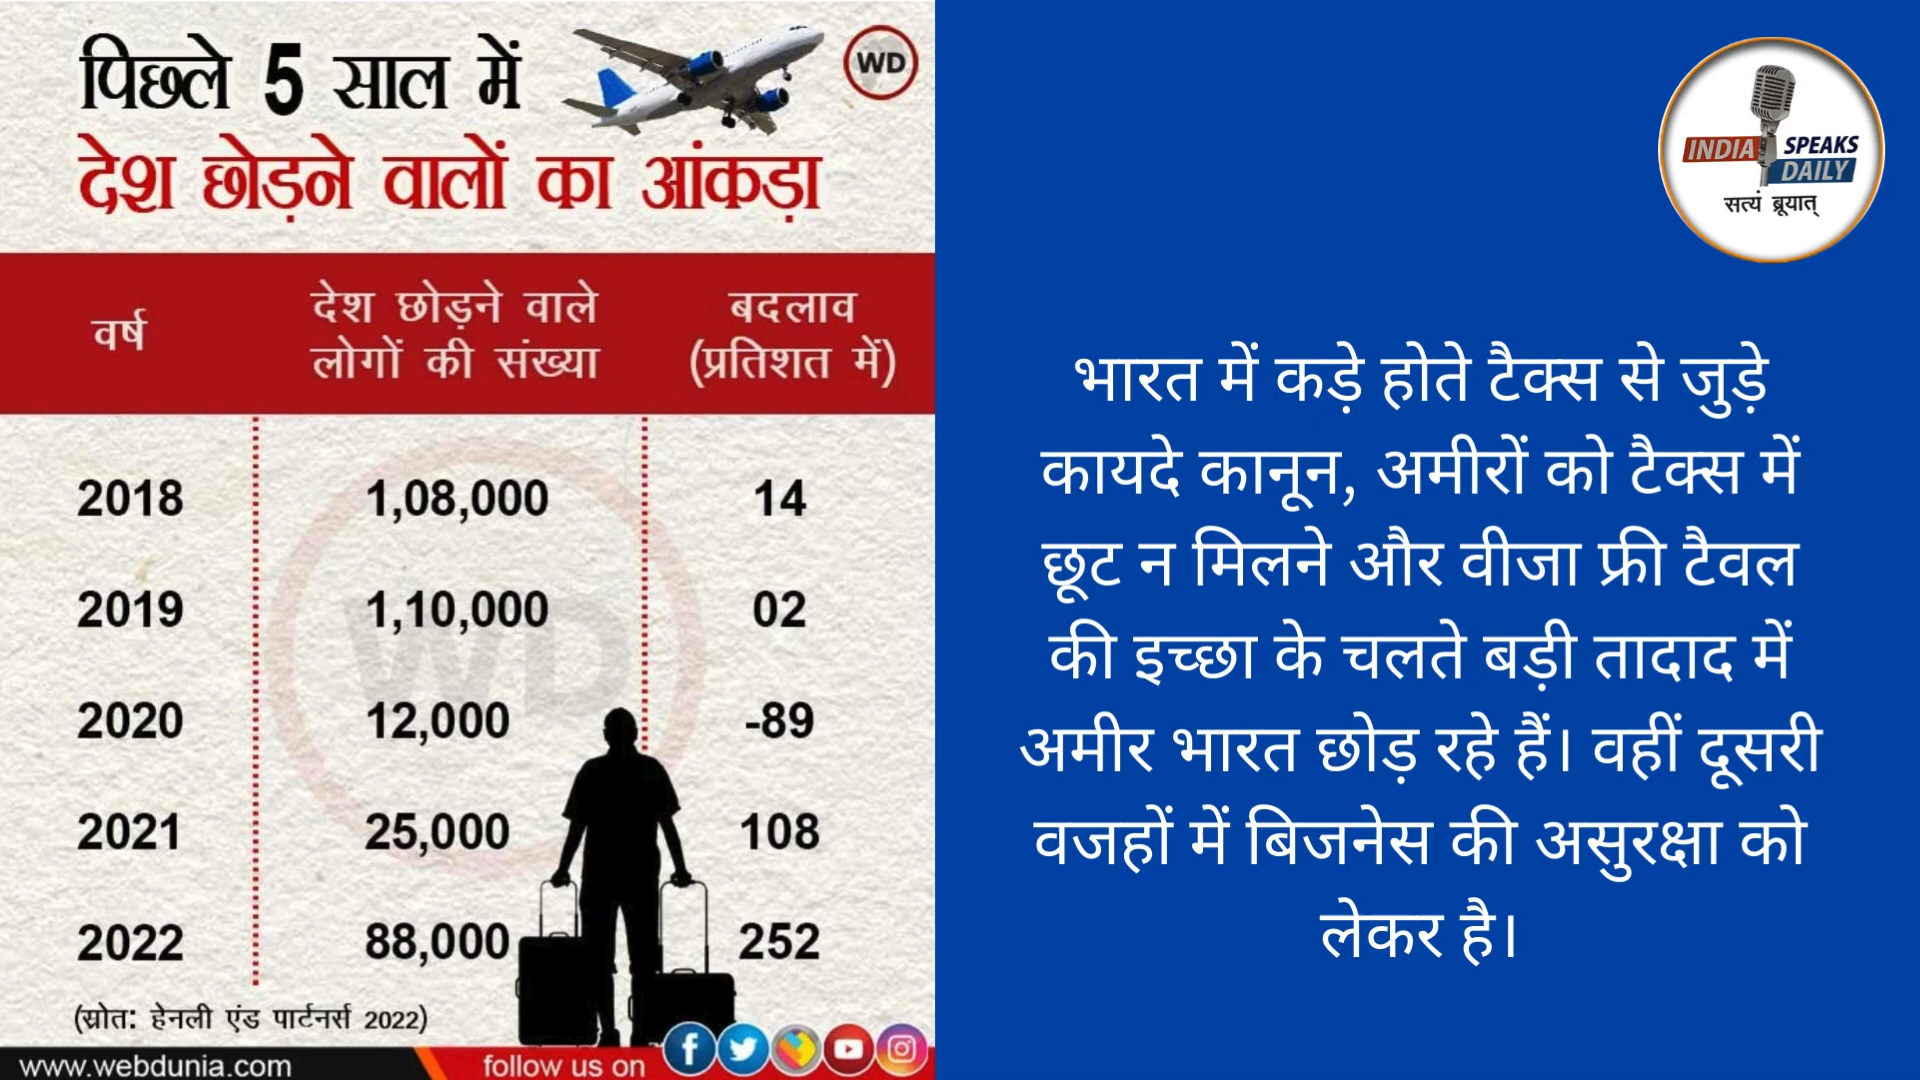 पिछले 5 साल में
WD
देश छोड़ने वालों का आंकड़ा
वर्ष
देश छोड़ने वाले
लोगों की संख्या
बदलाव
(प्रतिशत में)
2018 1,08,000 14
2019 1,10,000 02
2020 12,000 -89
2021 25,000 108
2022 88,000 252
WD
(स्रोत: हेनली एंड पार्टनर्स 2022)
www.webdunia.com
follow us on
INDIA SPEAKS
DAILY
सत्यं ब्रूयात्
भारत में कड़े होते टैक्स से जुड़े
कायदे कानून, अमीरों को टैक्स में
छूट न मिलने और वीजा फ्री टैवल
की इच्छा के चलते बड़ी तादाद में
अमीर भारत छोड़ रहे हैं। वहीं दूसरी
वजहों में बिजनेस की असुरक्षा को
लेकर है।